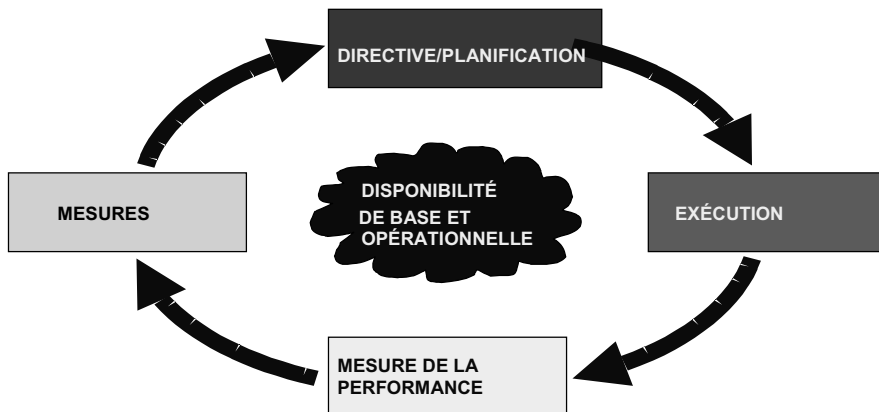 DIRECTIVE/PLANIFICATION
MESURES
DISPONIBILITÉ
DE BASE ET
OPÉRATIONNELLE
EXÉCUTION
MESURE DE LA
PERFORMANCE